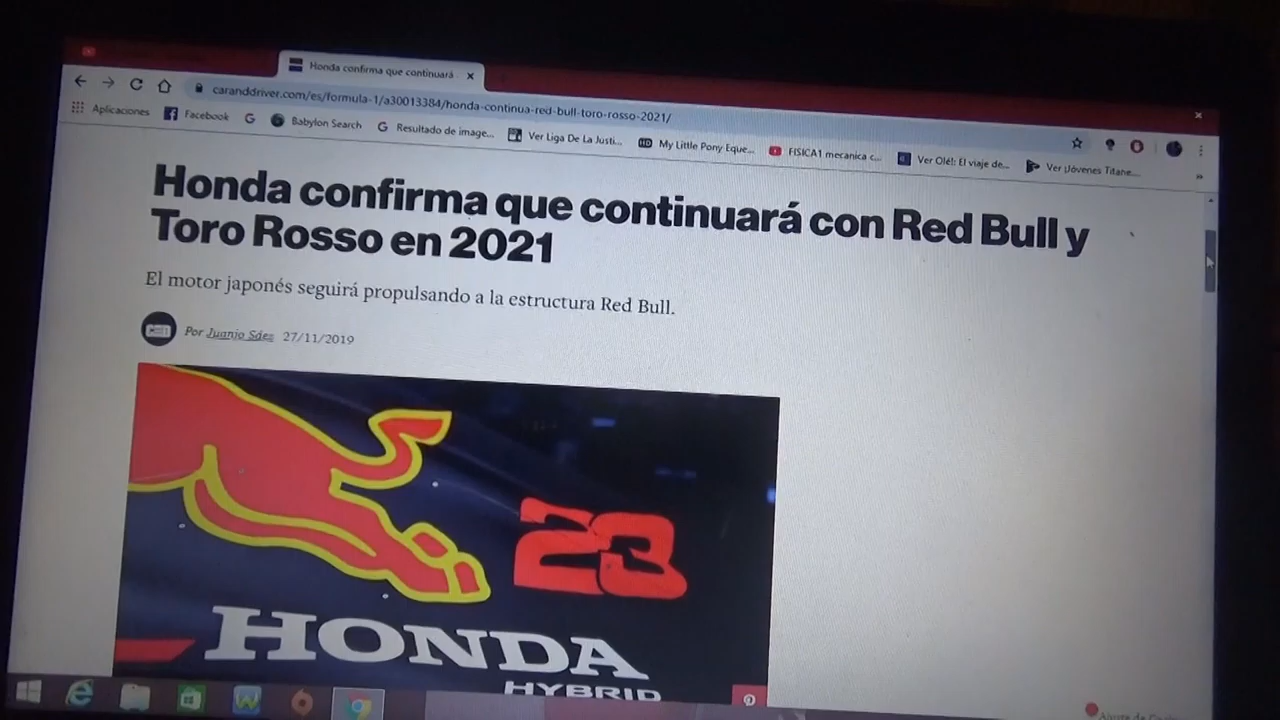 Honda confirma que continuará
caranddriver.com/es/formula-1/a30013384/honda-continua-red-bull-toro-rosso-2021/
Aplicaciones Facebook Babylon Search Resultado de image... Ver Liga De La Justi... My Little Pony Eque... FISICA1 mecanica c... Ver Olé!: El viaje de... Ver ¡Jóvenes Titane...
Honda confirma que continuará con Red Bull y
Toro Rosso en 2021
El motor japonés seguirá propulsando a la estructura Red Bull.
Por Juanjo Sáez 27/11/2019
23
HONDA
HYBRID